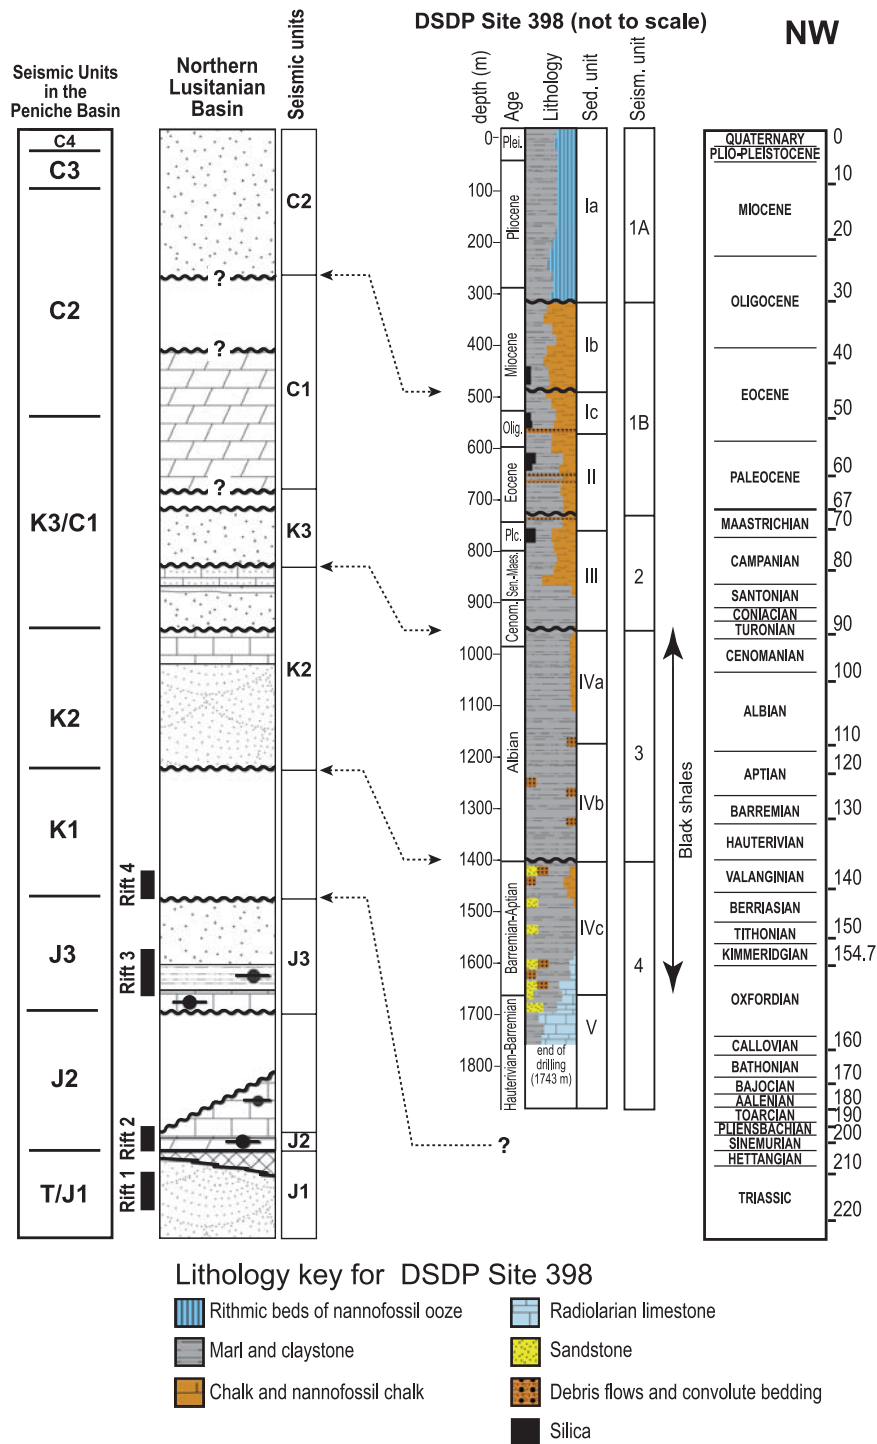 DSDP Site 398 (not to scale)
NW
Seismic Units
in the
Peniche Basin
Northern
Lusitanian
Basin
Seismic units
depth (m)
Age
Lithology
Sed. unit
Seism. unit
C4
C3
C2
K3/C1
K2
K1
J3
J2
T/J1
Rift 4
Rift 3
Rift 2
Rift 1
?
?
?
C2
C1
K3
K2
J3
J2
J1
0
100
200
300
400
500
600
700
800
900
1000
1100
1200
1300
1400
1500
1600
1700
1800
?
Plei.
Pliocene
Miocene
Olig.
Eocene
Plc.
Sen.-Maes.
Cenom.
Albian
Barremian-Aptian
Hauterivian-Barremian
end of
drilling
(1743 m)
Ia
Ib
Ic
II
III
IVa
IVb
IVc
V
1A
1B
2
3
4
Black shales
QUATERNARY
PLIO-PLEISTOCENE
MIOCENE
OLIGOCENE
EOCENE
PALEOCENE
MAASTRICHIAN
CAMPANIAN
SANTONIAN
CONIACIAN
TURONIAN
CENOMANIAN
ALBIAN
APTIAN
BARREMIAN
HAUTERIVIAN
VALANGINIAN
BERRIASIAN
TITHONIAN
KIMMERIDGIAN
OXFORDIAN
CALLOVIAN
BATHONIAN
BAJOCIAN
AALENIAN
TOARCIAN
PLIENSBACHIAN
SINEMURIAN
HETTANGIAN
TRIASSIC
0
10
20
30
40
50
60
67
70
80
90
100
110
120
130
140
150
154.7
160
170
180
190
200
210
220
Lithology key for DSDP Site 398
Rithmic beds of nannofossil ooze
Radiolarian limestone
Marl and claystone
Sandstone
Chalk and nannofossil chalk
Debris flows and convolute bedding
Silica